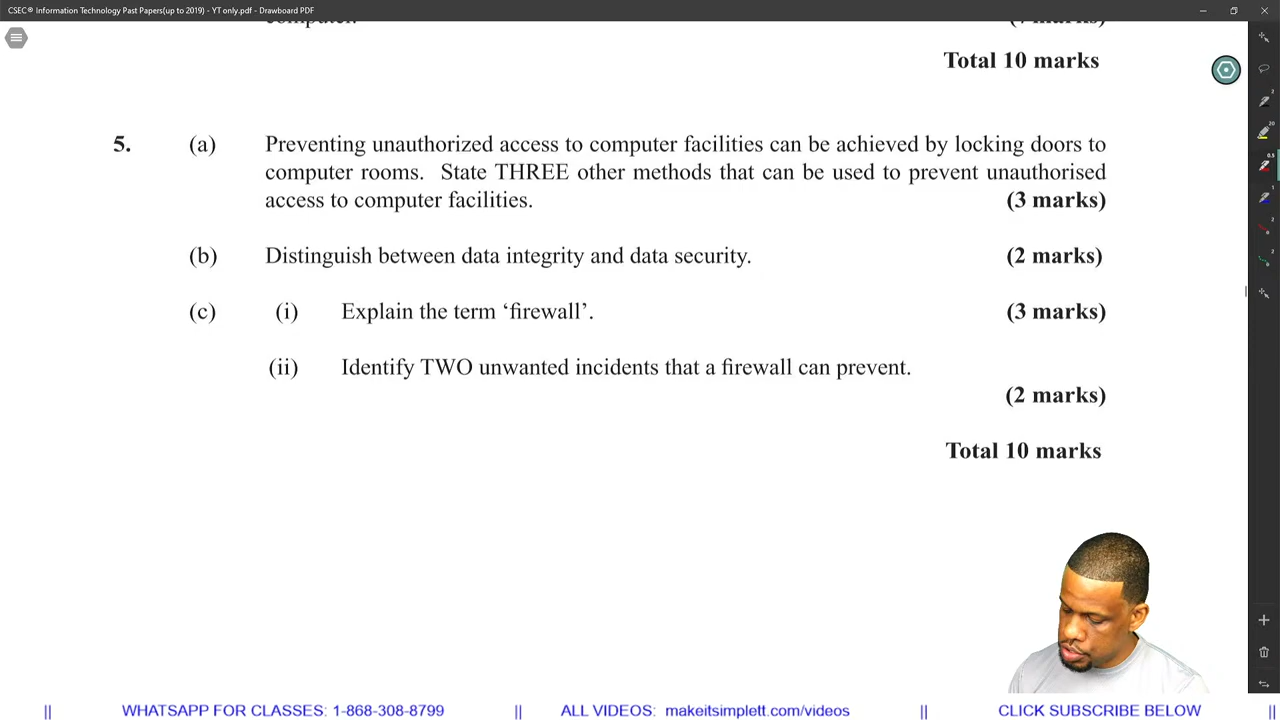 CSEC® Information Technology Past Papers(up to 2019) - YT only.pdf - Drawboard PDF
computer.
Total 10 marks
5. (a) Preventing unauthorized access to computer facilities can be achieved by locking doors to
computer rooms. State THREE other methods that can be used to prevent unauthorised
access to computer facilities. (3 marks)
(b) Distinguish between data integrity and data security. (2 marks)
(c) (i) Explain the term ‘firewall’. (3 marks)
(ii) Identify TWO unwanted incidents that a firewall can prevent.
(2 marks)
Total 10 marks
|| WHATSAPP FOR CLASSES: 1-868-308-8799 || ALL VIDEOS: makeitsimplett.com/videos || CLICK SUBSCRIBE BELOW ||